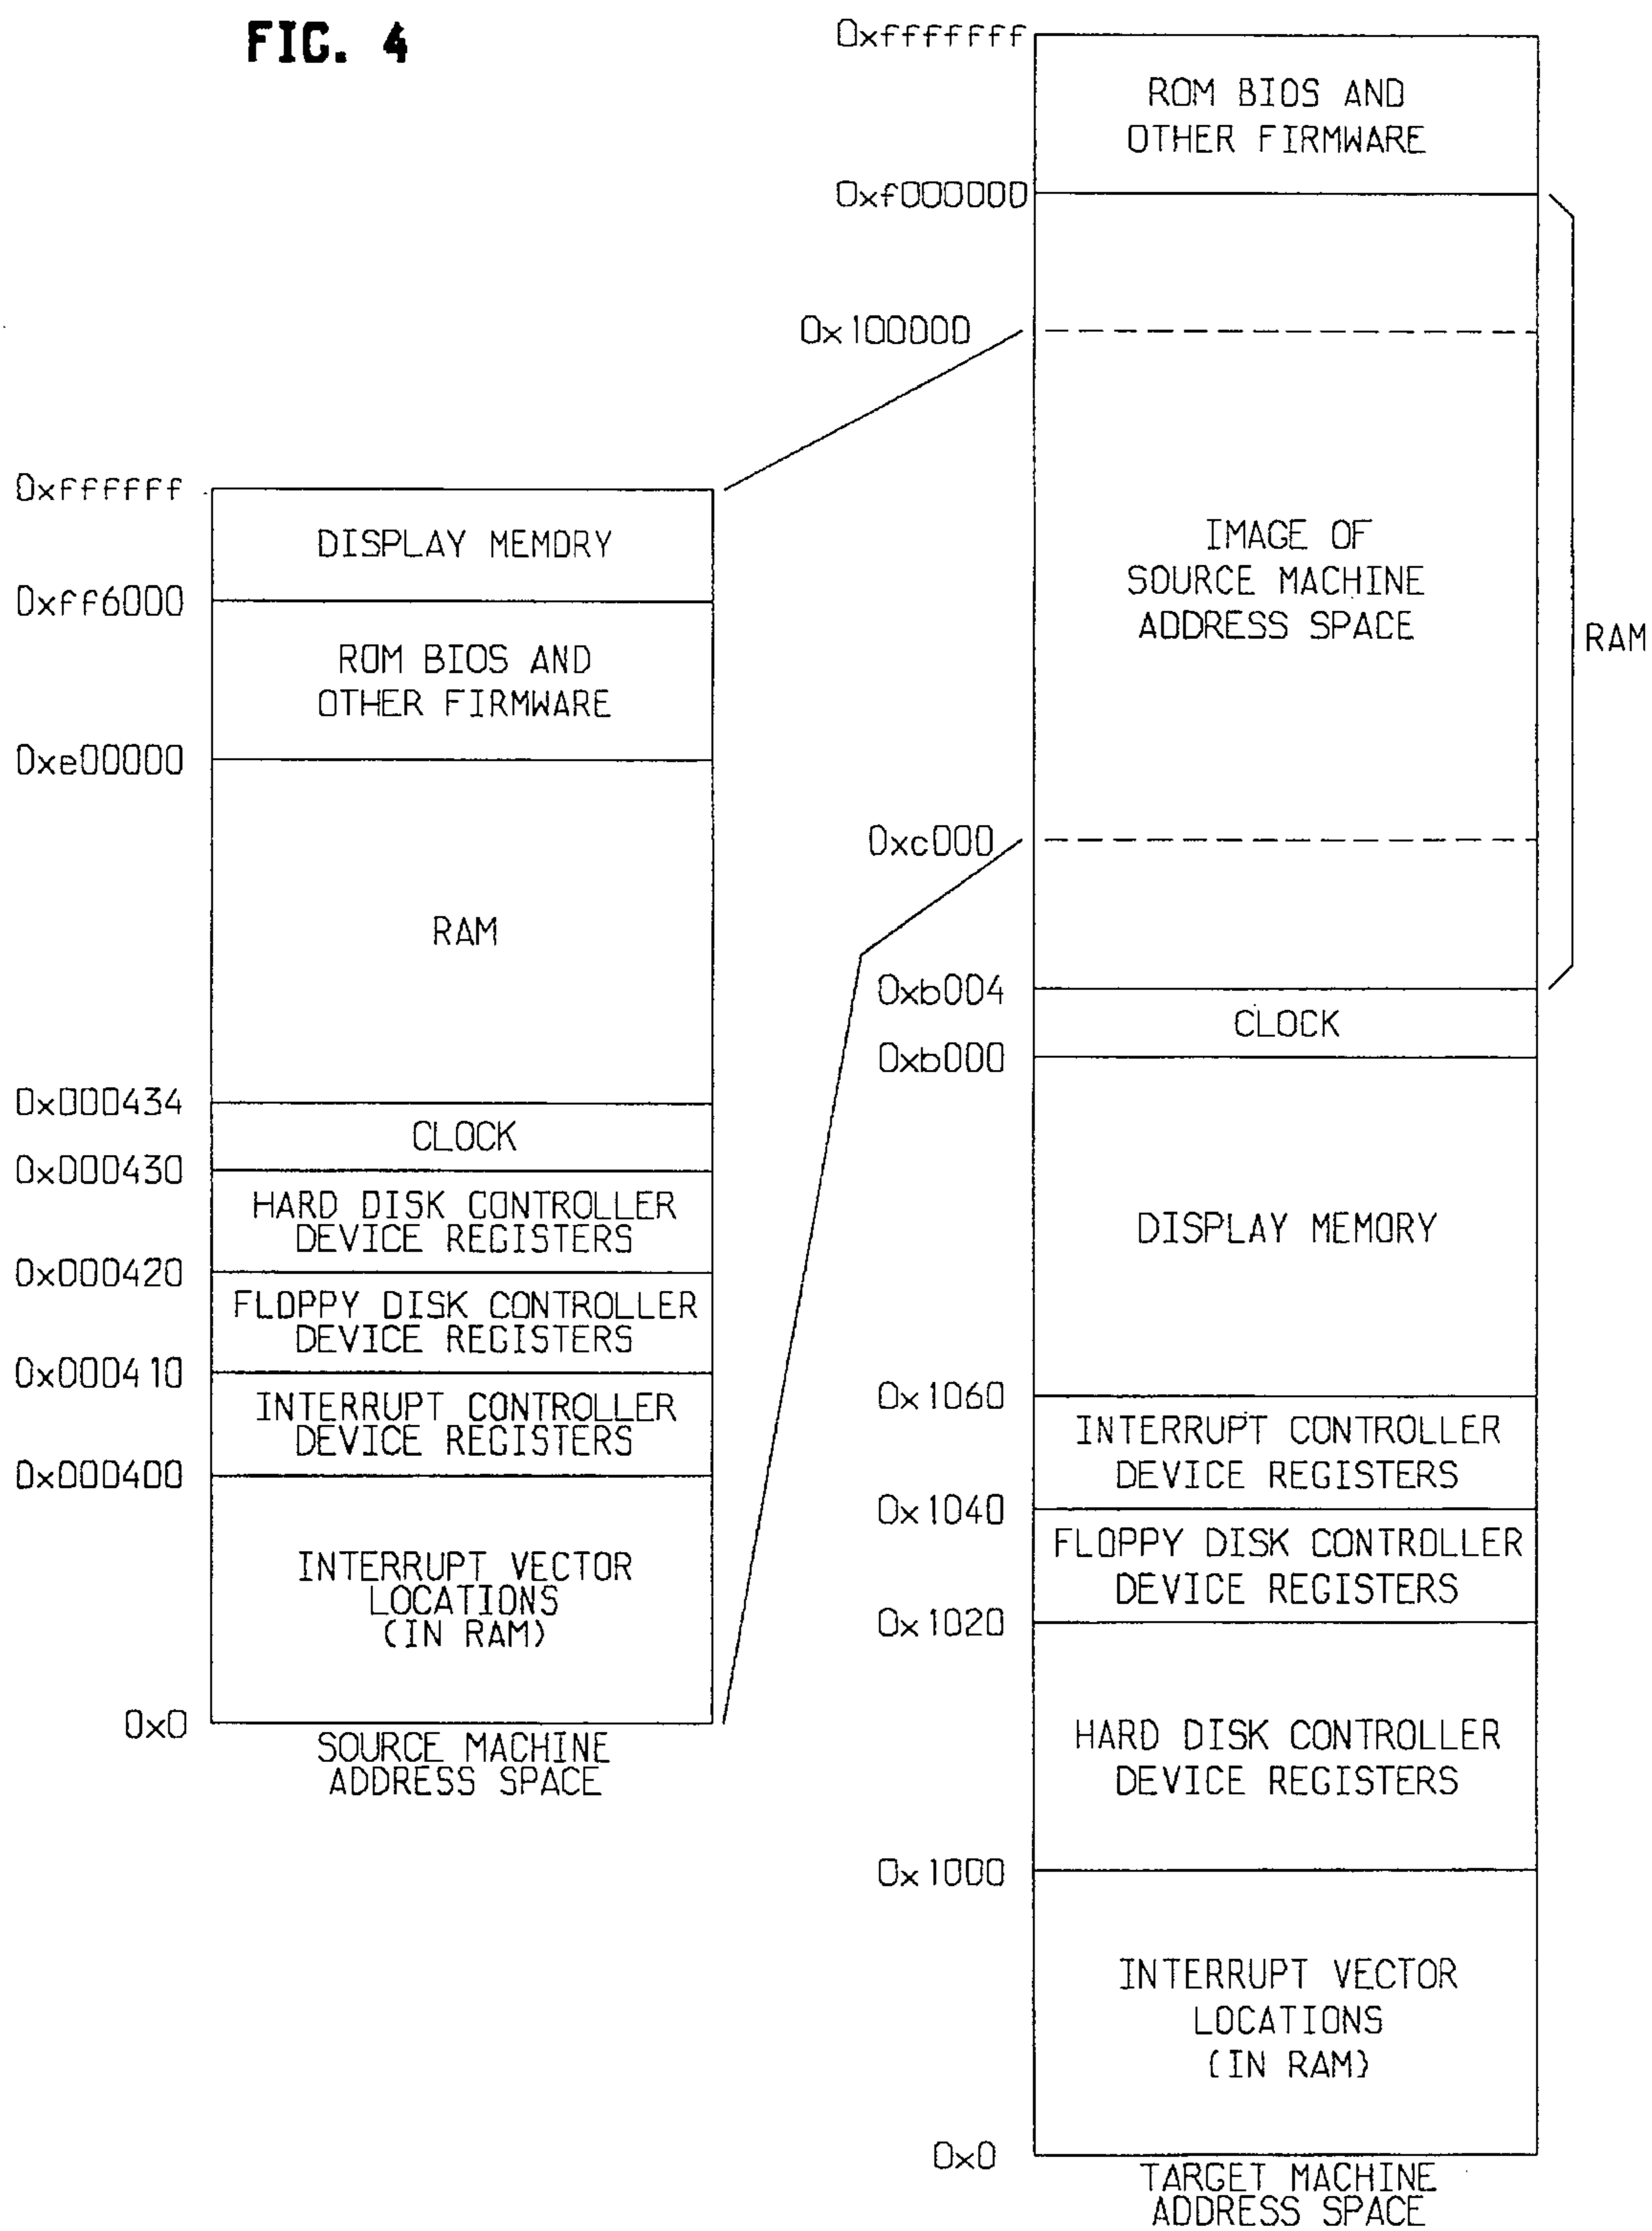 FIG. 4
0xffffff
DISPLAY MEMORY
0xff6000
ROM BIOS AND
OTHER FIRMWARE
0xe00000
RAM
0x000434
CLOCK
0x000430
HARD DISK CONTROLLER
DEVICE REGISTERS
0x000420
FLOPPY DISK CONTROLLER
DEVICE REGISTERS
0x000410
INTERRUPT CONTROLLER
DEVICE REGISTERS
0x000400
INTERRUPT VECTOR
LOCATIONS
(IN RAM)
0x0
SOURCE MACHINE
ADDRESS SPACE
0xfffffff
ROM BIOS AND
OTHER FIRMWARE
0xf000000
0x100000
IMAGE OF
SOURCE MACHINE
ADDRESS SPACE
RAM
0xc000
0xb004
CLOCK
0xb000
DISPLAY MEMORY
0x1060
INTERRUPT CONTROLLER
DEVICE REGISTERS
0x1040
FLOPPY DISK CONTROLLER
DEVICE REGISTERS
0x1020
HARD DISK CONTROLLER
DEVICE REGISTERS
0x1000
INTERRUPT VECTOR
LOCATIONS
(IN RAM)
0x0
TARGET MACHINE
ADDRESS SPACE